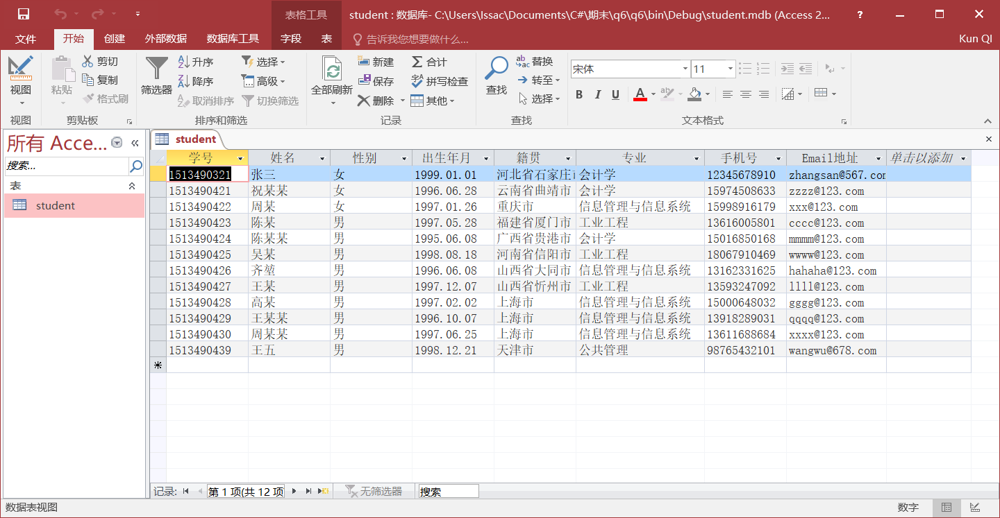 表格工具
student : 数据库- C:\Users\Issac\Documents\C#\期末\q6\q6\bin\Debug\student.mdb (Access 2...
?
文件 开始 创建 外部数据 数据库工具 字段 表 告诉我您想要做什么... Kun QI
视图
视图
粘贴
剪切
复制
格式刷
剪贴板
筛选器
升序
降序
取消排序
选择
高级
切换筛选
排序和筛选
全部刷新
新建
保存
删除
合计
拼写检查
其他
记录
查找
替换
转至
选择
查找
宋体 11
B I U A
文本格式
所有 Acce...
搜索...
表
student
student
学号 姓名 性别 出生年月 籍贯 专业 手机号 Email地址 单击以添加
1513490321 张三 女 1999.01.01 河北省石家庄 会计学 12345678910 zhangsan@567.com
1513490421 祝某某 女 1996.06.28 云南省曲靖市 会计学 15974508633 zzzz@123.com
1513490422 周某 女 1997.01.26 重庆市 信息管理与信息系统 15998916179 xxx@123.com
1513490423 陈某 男 1997.05.28 福建省厦门市 工业工程 13616005801 cccc@123.com
1513490424 陈某某 男 1995.06.08 广西省贵港市 会计学 15016850168 mmmm@123.com
1513490425 吴某 男 1998.08.18 河南省信阳市 工业工程 18067910469 wwww@123.com
1513490426 齐堃 男 1996.06.08 山西省大同市 信息管理与信息系统 13162331625 hahaha@123.com
1513490427 王某 男 1997.12.07 山西省忻州市 工业工程 13593247092 llll@123.com
1513490428 高某 男 1997.02.02 上海市 信息管理与信息系统 15000648032 gggg@123.com
1513490429 王某某 男 1996.10.07 上海市 信息管理与信息系统 13918289031 qqqq@123.com
1513490430 周某某 男 1997.06.25 上海市 信息管理与信息系统 13611688684 xxxx@123.com
1513490439 王五 男 1998.12.21 天津市 公共管理 98765432101 wangwu@678.com
记录: 第 1 项(共 12 项 无筛选器 搜索
数据表视图 数字